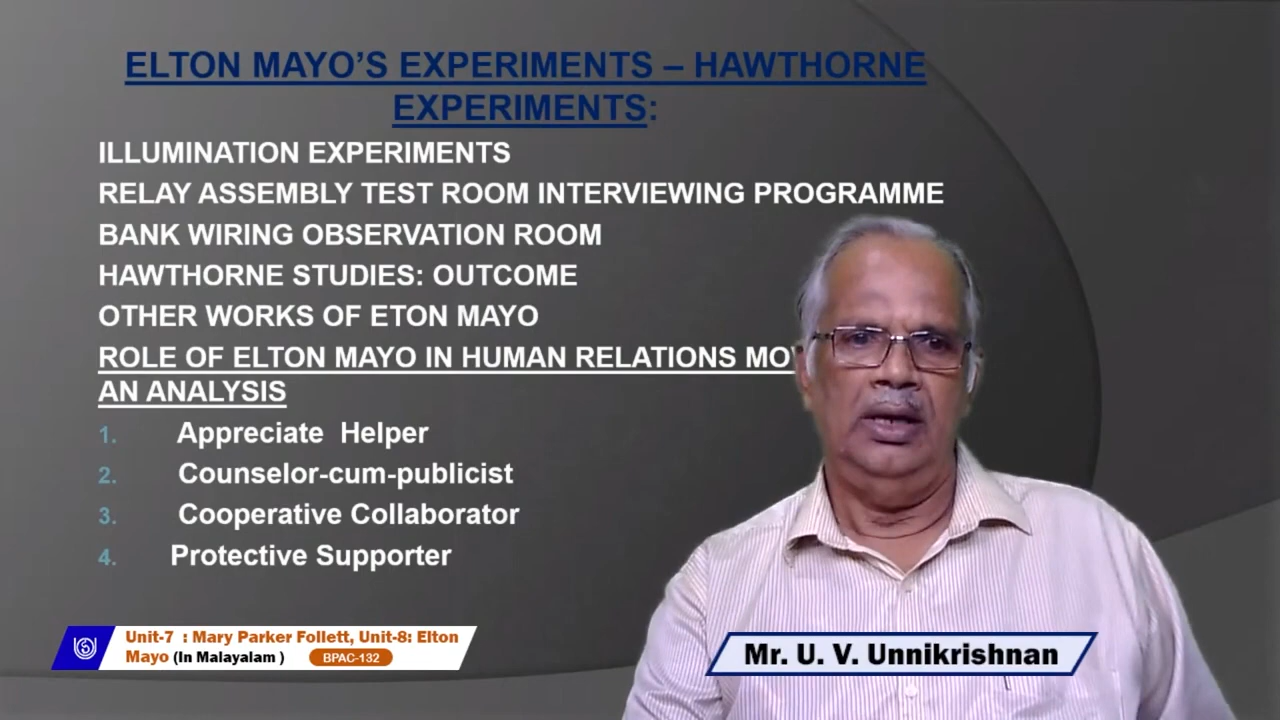 ELTON MAYO’S EXPERIMENTS – HAWTHORNE
EXPERIMENTS:
ILLUMINATION EXPERIMENTS
RELAY ASSEMBLY TEST ROOM INTERVIEWING PROGRAMME
BANK WIRING OBSERVATION ROOM
HAWTHORNE STUDIES: OUTCOME
OTHER WORKS OF ETON MAYO
ROLE OF ELTON MAYO IN HUMAN RELATIONS
AN ANALYSIS
1. Appreciate Helper
2. Counselor-cum-publicist
3. Cooperative Collaborator
4. Protective Supporter
Unit-7 : Mary Parker Follett, Unit-8: Elton
Mayo (In Malayalam ) BPAC-132
Mr. U. V. Unnikrishnan